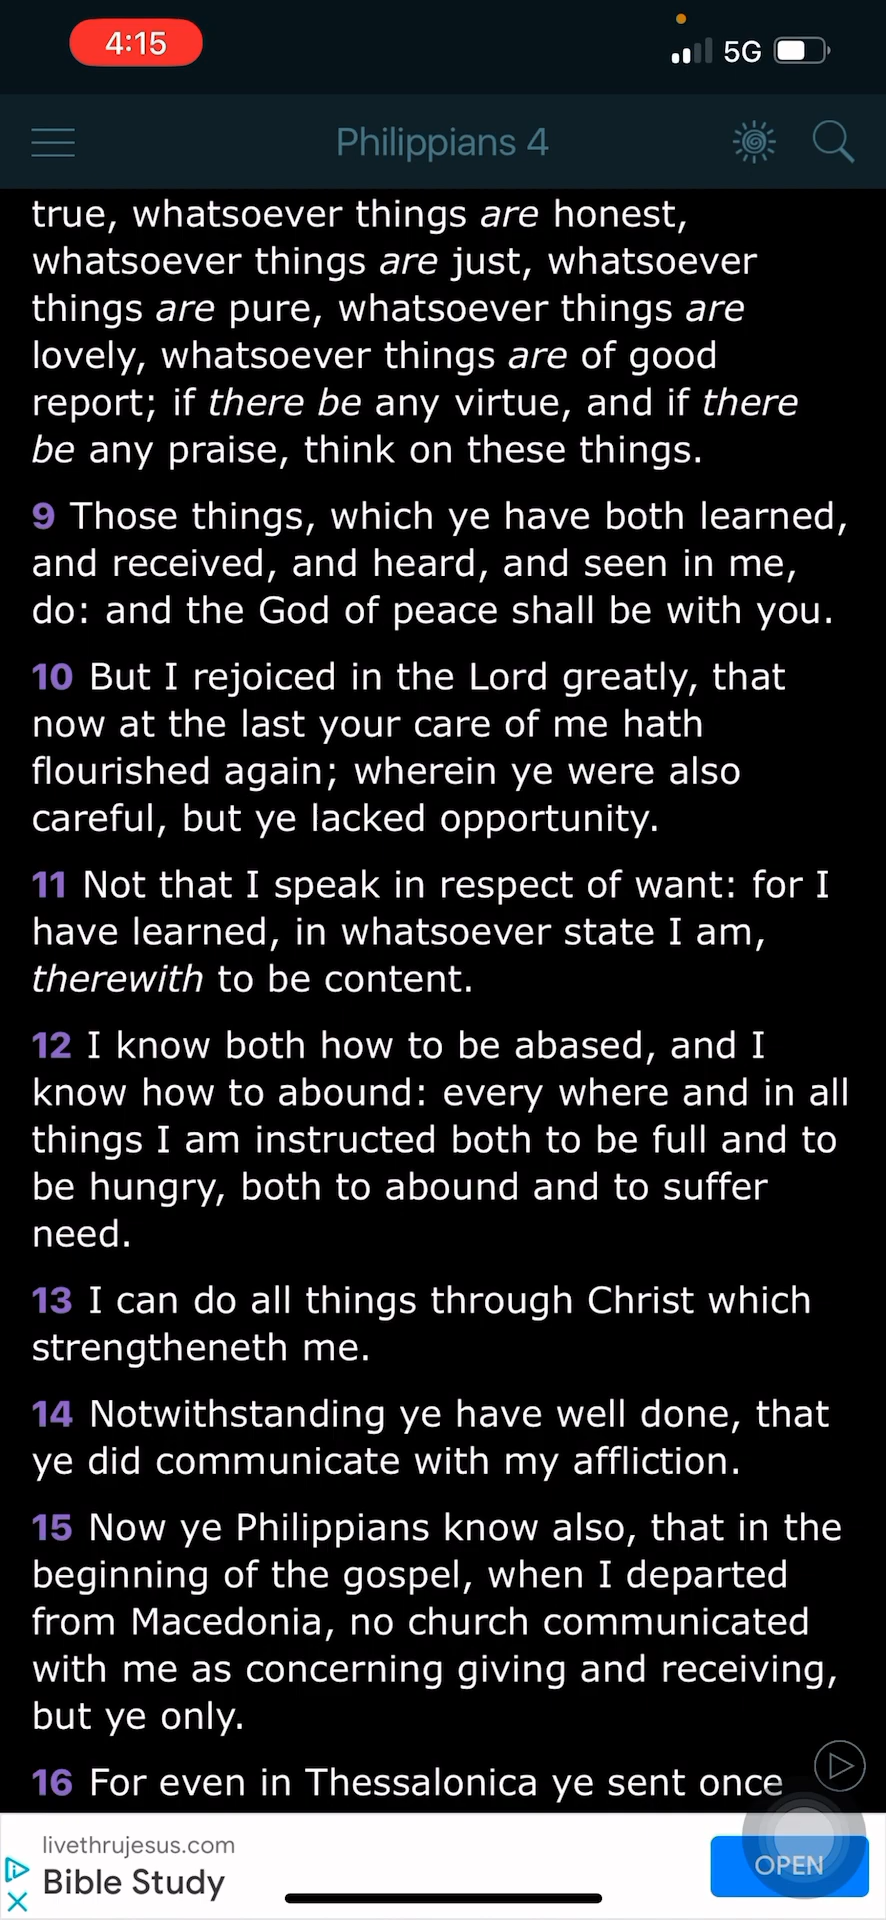 4:15
5G
Philippians 4
true, whatsoever things are honest,
whatsoever things are just, whatsoever
things are pure, whatsoever things are
lovely, whatsoever things are of good
report; if there be any virtue, and if there
be any praise, think on these things.
9 Those things, which ye have both learned,
and received, and heard, and seen in me,
do: and the God of peace shall be with you.
10 But I rejoiced in the Lord greatly, that
now at the last your care of me hath
flourished again; wherein ye were also
careful, but ye lacked opportunity.
11 Not that I speak in respect of want: for I
have learned, in whatsoever state I am,
therewith to be content.
12 I know both how to be abased, and I
know how to abound: every where and in all
things I am instructed both to be full and to
be hungry, both to abound and to suffer
need.
13 I can do all things through Christ which
strengtheneth me.
14 Notwithstanding ye have well done, that
ye did communicate with my affliction.
15 Now ye Philippians know also, that in the
beginning of the gospel, when I departed
from Macedonia, no church communicated
with me as concerning giving and receiving,
but ye only.
16 For even in Thessalonica ye sent once
livethrujesus.com
Bible Study
OPEN